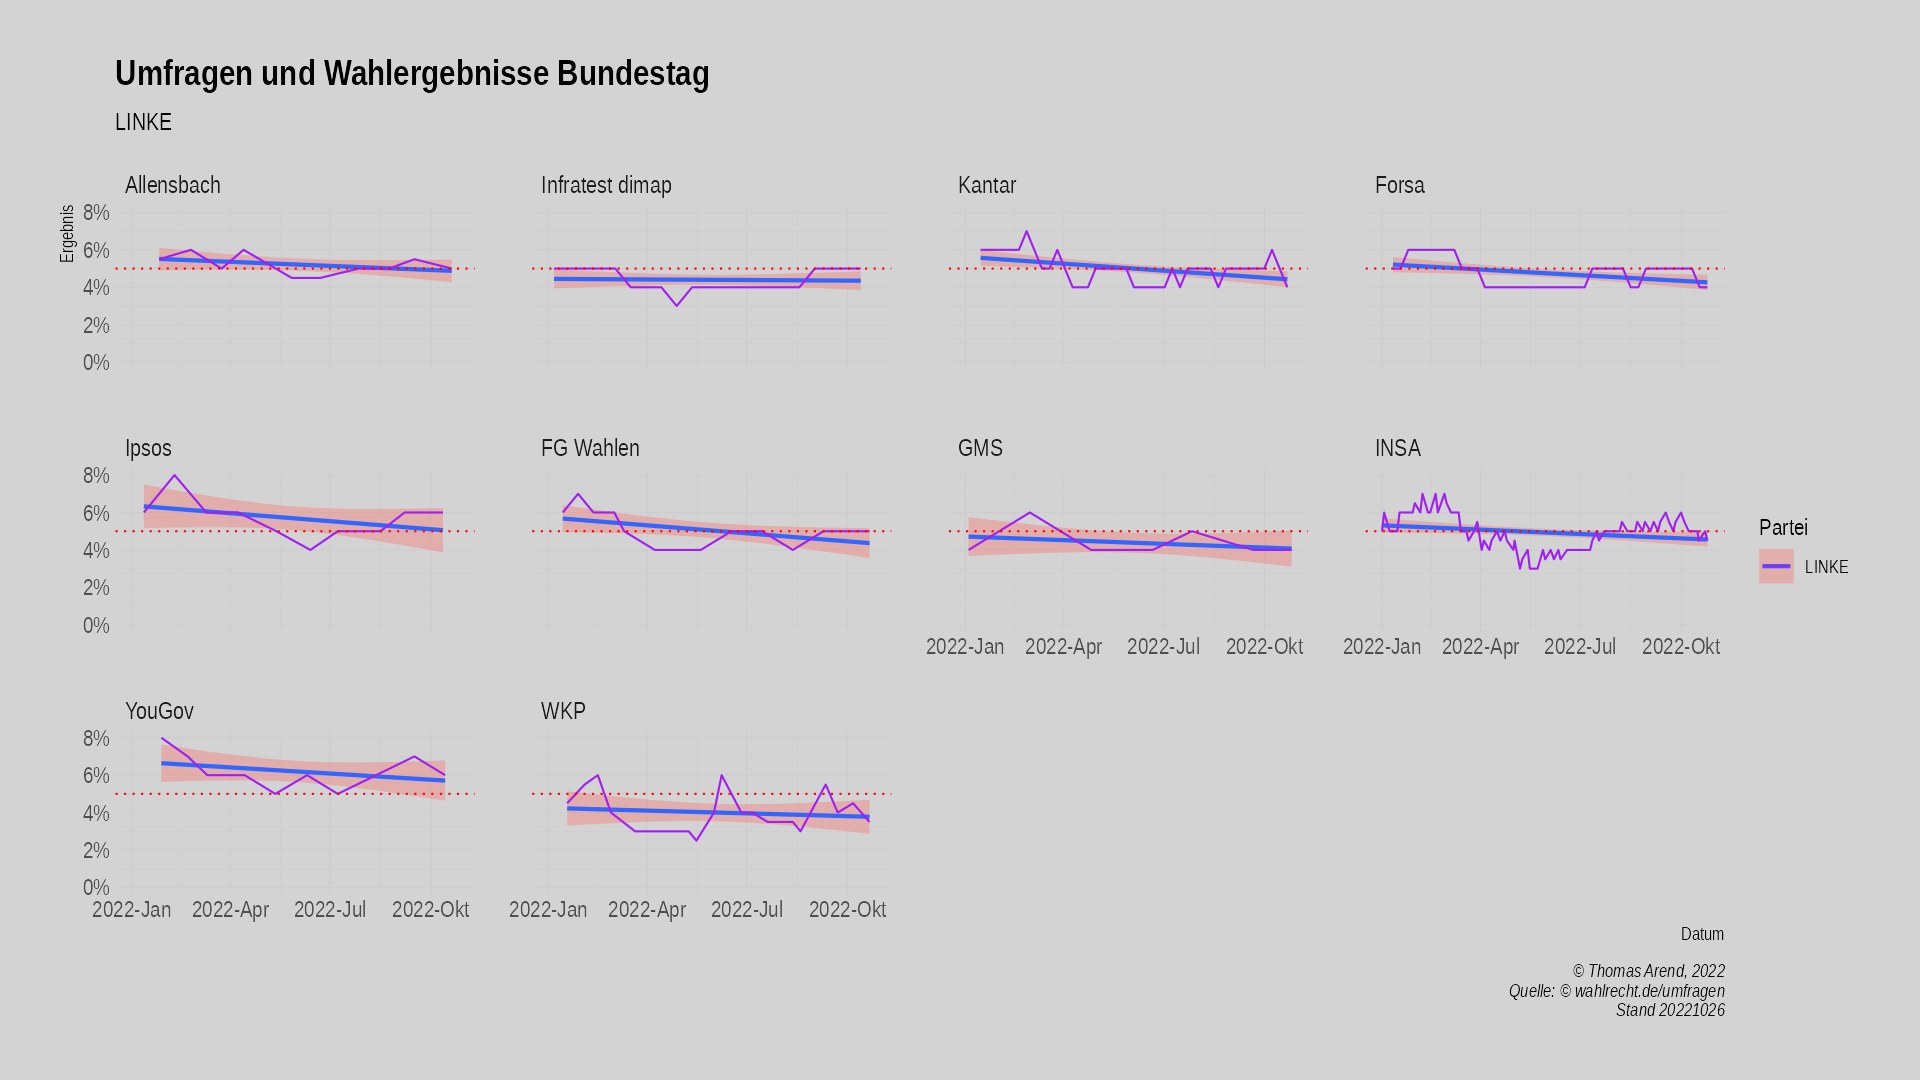 Umfragen und Wahlergebnisse Bundestag
LINKE
Allensbach
Infratest dimap
Kantar
Forsa
Ergebnis
8%
6%
4%
2%
0%
Ipsos
FG Wahlen
GMS
INSA
8%
6%
4%
2%
0%
2022-Jan 2022-Apr 2022-Jul 2022-Okt
2022-Jan 2022-Apr 2022-Jul 2022-Okt
Partei
LINKE
YouGov
WKP
8%
6%
4%
2%
0%
2022-Jan 2022-Apr 2022-Jul 2022-Okt
2022-Jan 2022-Apr 2022-Jul 2022-Okt
Datum
© Thomas Arend, 2022
Quelle: © wahlrecht.de/umfragen
Stand 20221026